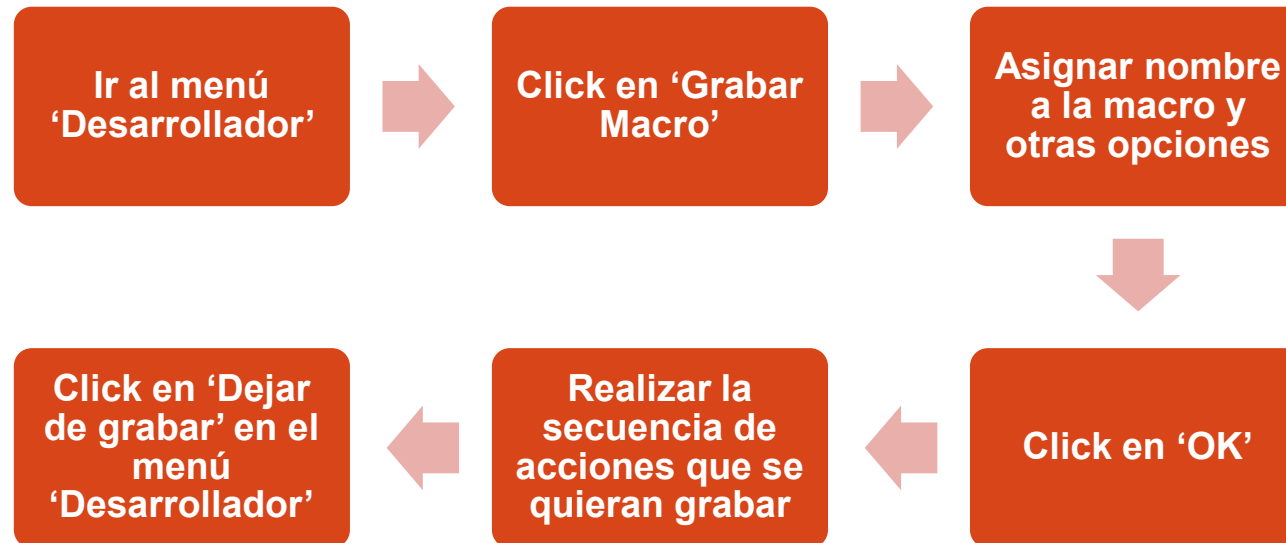 Ir al menú
‘Desarrollador’
Click en ‘Grabar
Macro’
Asignar nombre
a la macro y
otras opciones
Click en ‘OK’
Realizar la
secuencia de
acciones que se
quieran grabar
Click en ‘Dejar
de grabar’ en el
menú
‘Desarrollador’